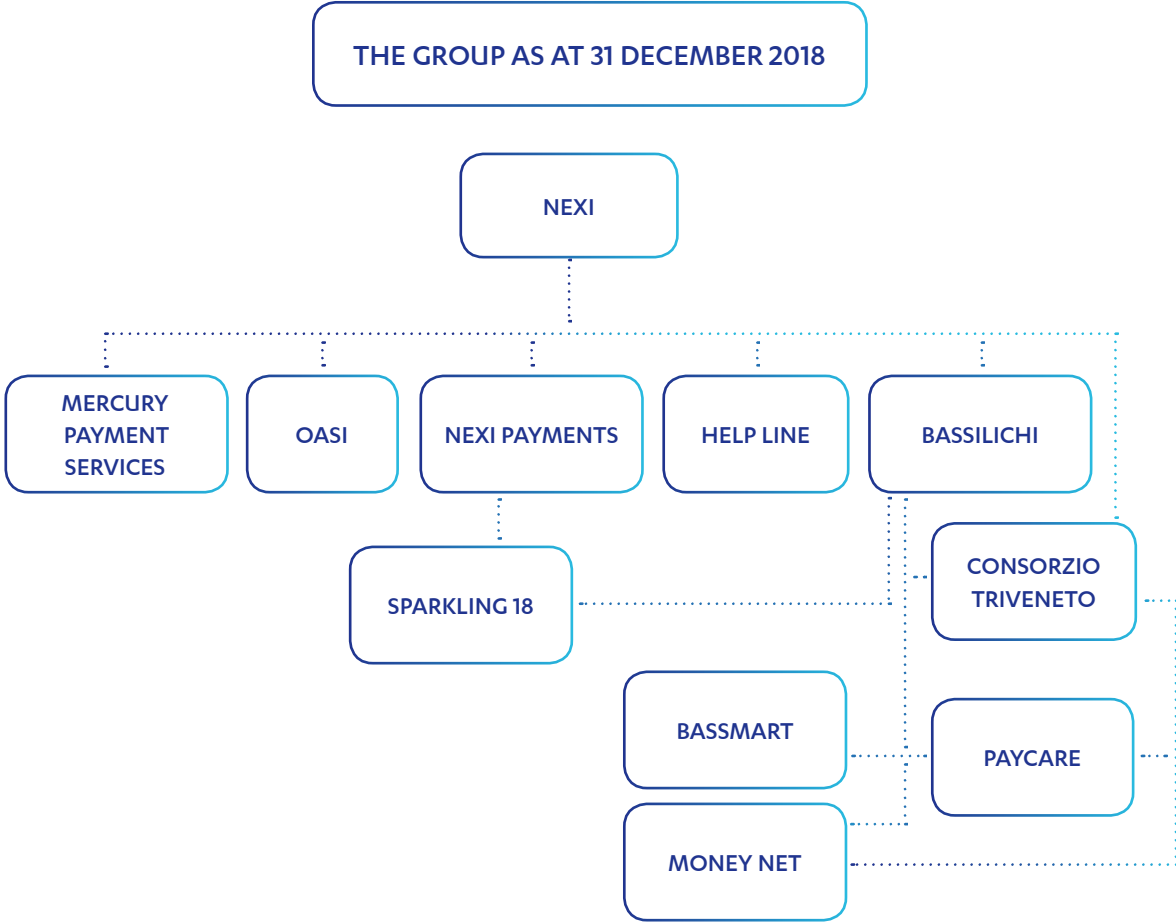 THE GROUP AS AT 31 DECEMBER 2018
NEXI
MERCURY
PAYMENT
SERVICES
OASI
NEXI PAYMENTS
HELP LINE
BASSILICHI
CONSORZIO
TRIVENETO
SPARKLING 18
BASSMART
PAYCARE
MONEY NET